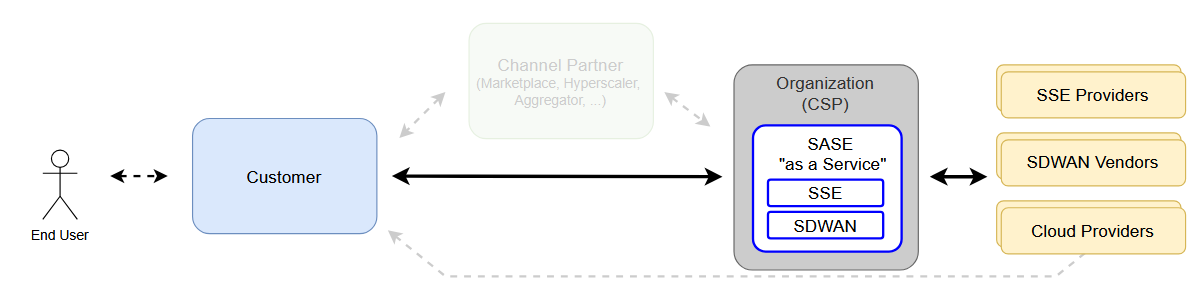 Channel Partner
(Marketplace, Hyperscaler,
Aggregator, ...)
Organization
(CSP)
SASE
"as a Service"
SSE
SDWAN
SSE Providers
SDWAN Vendors
Cloud Providers
Customer
End User